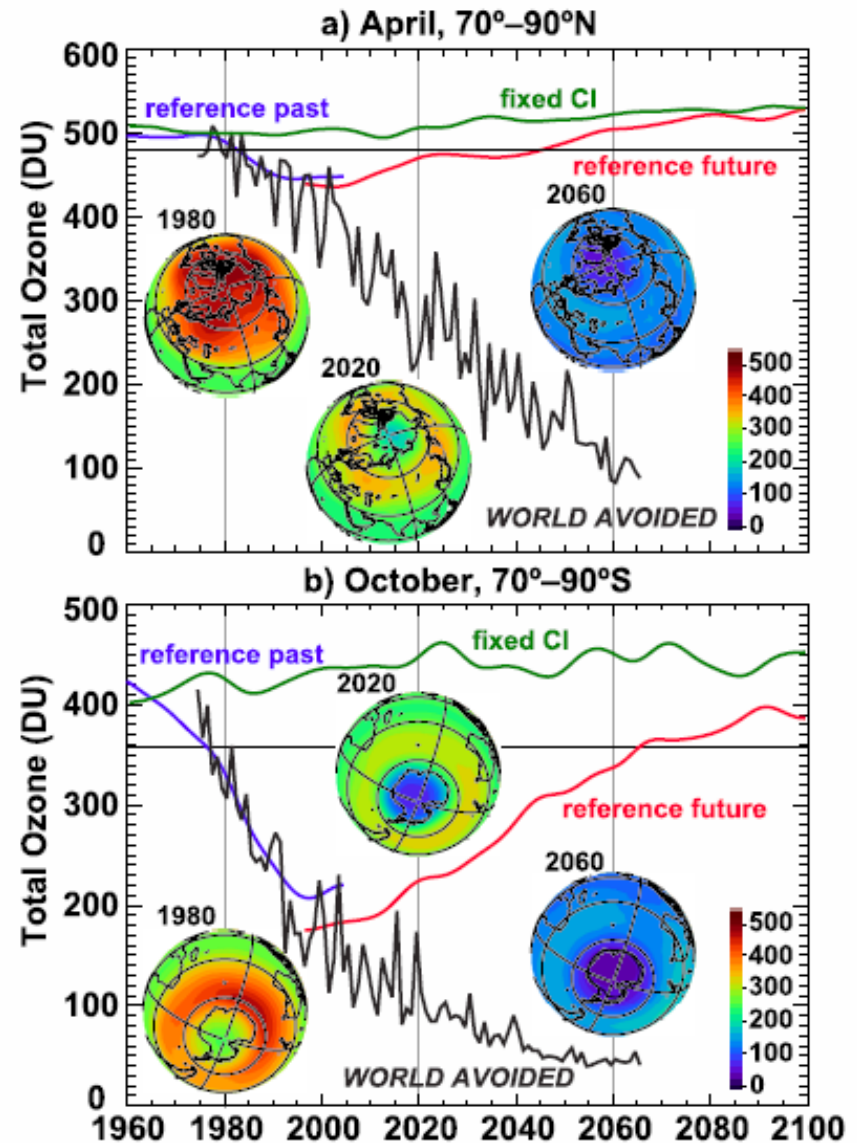 a) April, 70º–90ºN
Total Ozone (DU)
600
500
400
300
200
100
0
reference past
fixed Cl
reference future
1980
2020
2060
WORLD AVOIDED
500
400
300
200
100
0
b) October, 70º–90ºS
Total Ozone (DU)
500
400
300
200
100
0
reference past
fixed Cl
2020
reference future
1980
2060
WORLD AVOIDED
500
400
300
200
100
0
1960 1980 2000 2020 2040 2060 2080 2100